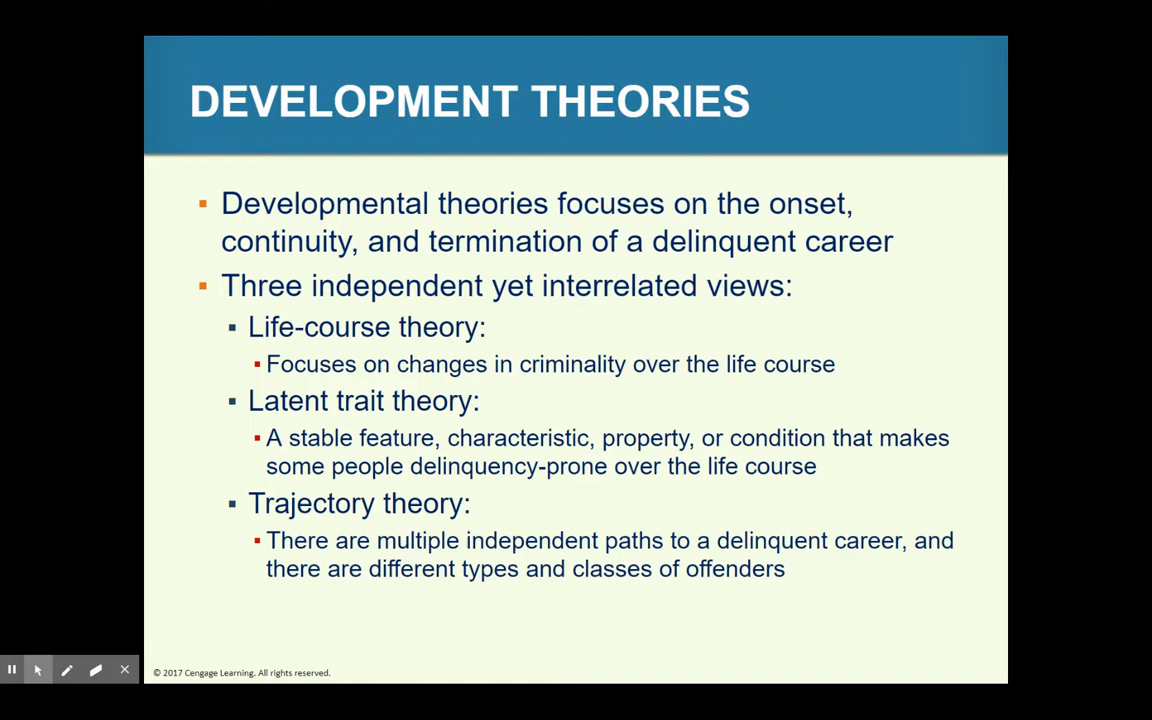 DEVELOPMENT THEORIES
▪ Developmental theories focuses on the onset,
continuity, and termination of a delinquent career
▪ Three independent yet interrelated views:
▪ Life-course theory:
▪ Focuses on changes in criminality over the life course
▪ Latent trait theory:
▪ A stable feature, characteristic, property, or condition that makes
some people delinquency-prone over the life course
▪ Trajectory theory:
▪ There are multiple independent paths to a delinquent career, and
there are different types and classes of offenders
© 2017 Cengage Learning. All rights reserved.